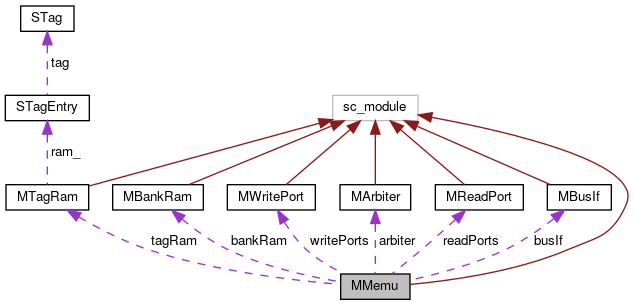 STag
tag
STagEntry
sc_module
ram_
MTagRam
MBankRam
MWritePort
MArbiter
MReadPort
MBusIf
tagRam
bankRam
writePorts
arbiter
readPorts
busIf
MMemu